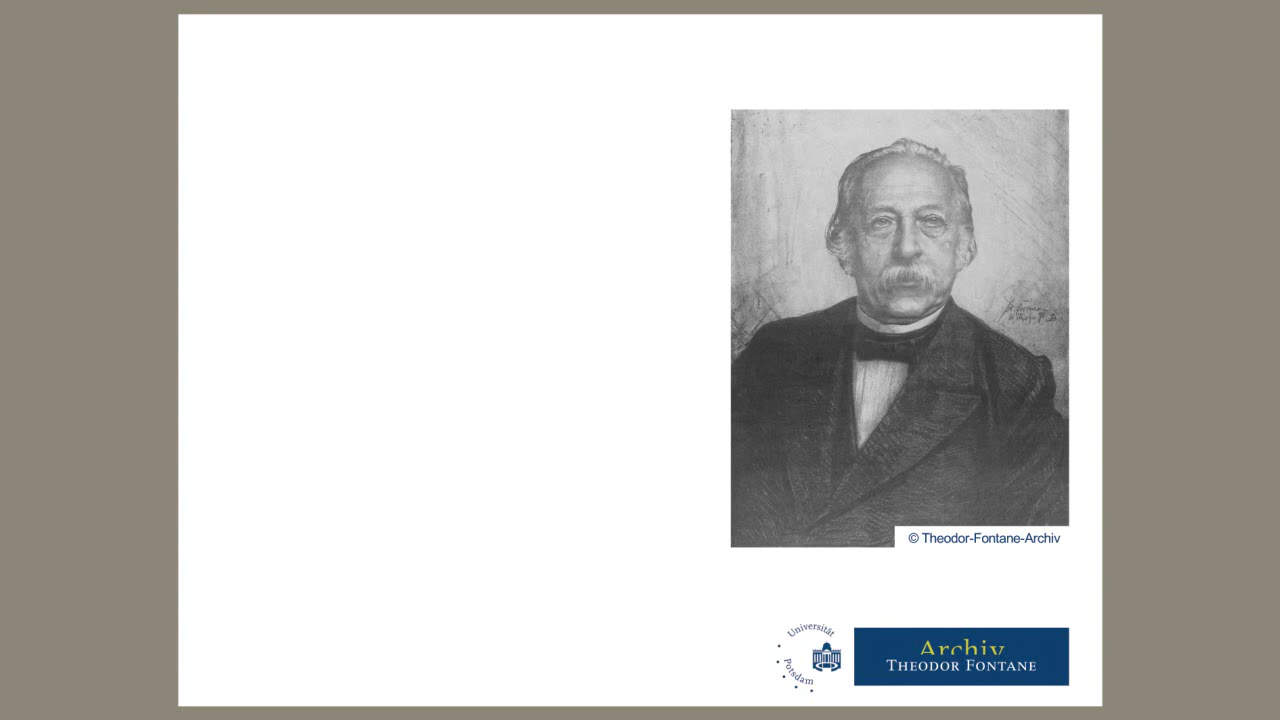 © Theodor-Fontane-Archiv
Universität
Potsdam
Archiv
THEODOR FONTANE